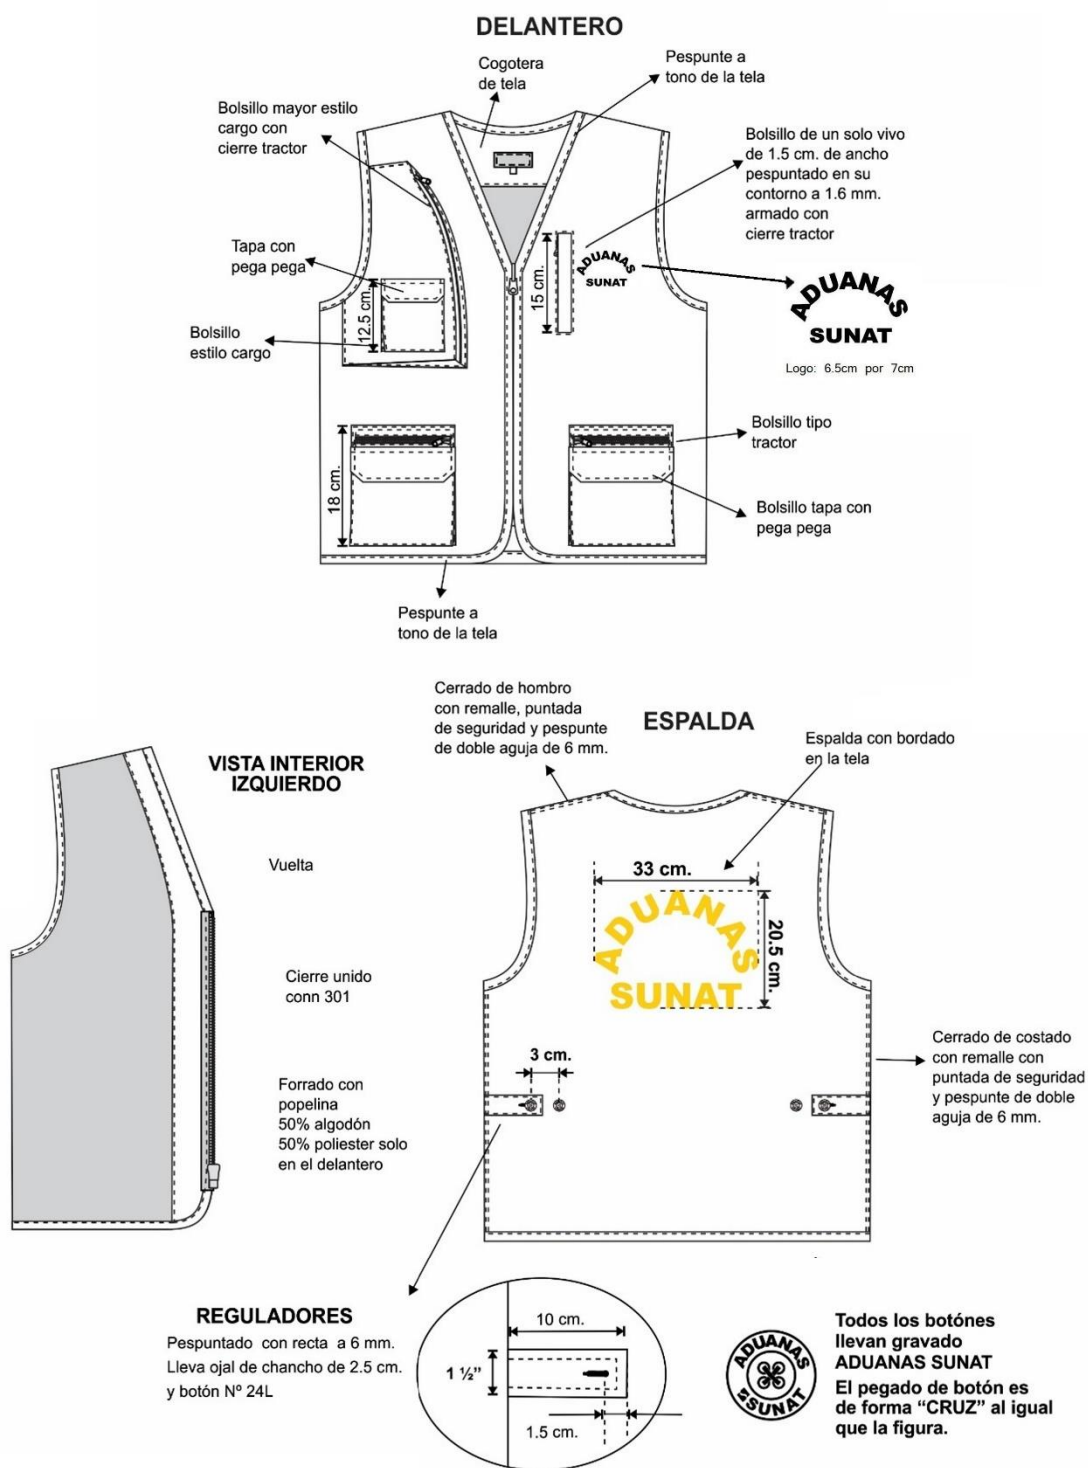 DELANTERO
Cogotera
de tela
Pespunte a
tono de la tela
Bolsillo mayor estilo
cargo con
cierre tractor
Bolsillo de un solo vivo
de 1.5 cm. de ancho
pespuntado en su
contorno a 1.6 mm.
armado con
cierre tractor
Tapa con
pega pega
12.5 cm.
Bolsillo
estilo cargo
15 cm.
ADUANAS
SUNAT
ADUANAS
SUNAT
Logo: 6.5cm por 7cm
18 cm.
Bolsillo tipo
tractor
Bolsillo tapa con
pega pega
Pespunte a
tono de la tela
Cerrado de hombro
con remalle, puntada
de seguridad y pespunte
de doble aguja de 6 mm.
ESPALDA
Espalda con bordado
en la tela
VISTA INTERIOR
IZQUIERDO
Vuelta
Cierre unido
conn 301
Forrado con
popelina
50% algodón
50% poliester solo
en el delantero
33 cm.
ADUANAS
SUNAT
20.5 cm.
3 cm.
Cerrado de costado
con remalle con
puntada de seguridad
y pespunte de doble
aguja de 6 mm.
REGULADORES
Pespuntado con recta a 6 mm.
Lleva ojal de chancho de 2.5 cm.
y botón Nº 24L
10 cm.
1 ½”
1.5 cm.
ADUANAS
SUNAT
Todos los botónes
llevan gravado
ADUANAS SUNAT
El pegado de botón es
de forma “CRUZ” al igual
que la figura.